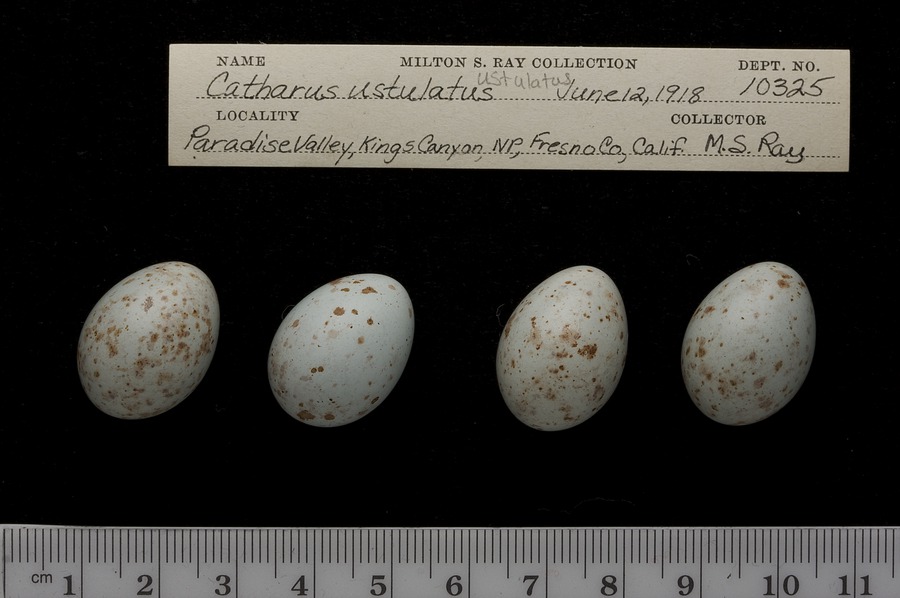 NAME MILTON S. RAY COLLECTION DEPT. NO.
ustulatus
Catharus ustulatus June 12, 1918 10325
LOCALITY COLLECTOR
Paradise Valley, Kings Canyon, NP, Fresno Co, Calif. M.S. Ray
cm 1 2 3 4 5 6 7 8 9 10 11